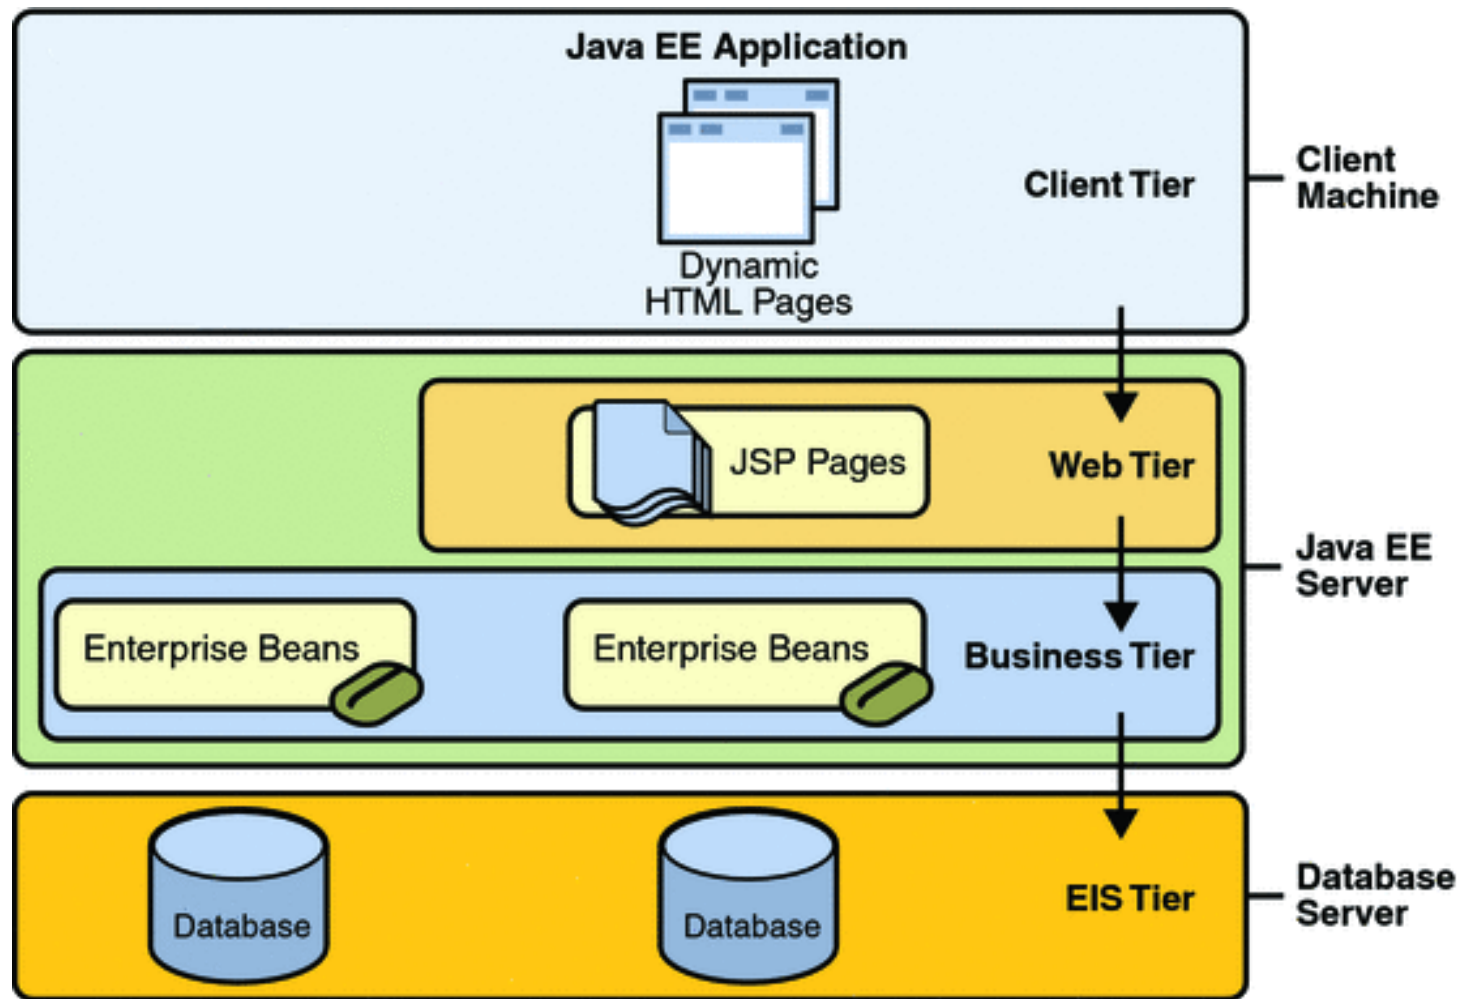 Java EE Application
Client Tier
Client
Machine
Dynamic
HTML Pages
JSP Pages
Web Tier
Java EE
Server
Enterprise Beans
Enterprise Beans
Business Tier
Database
Database
EIS Tier
Database
Server